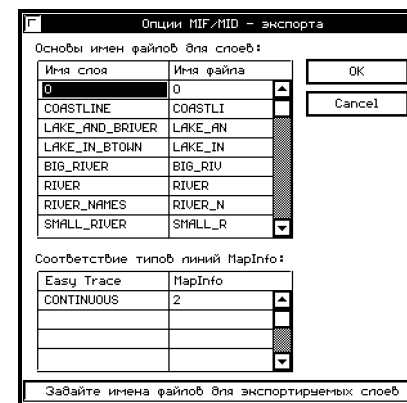 Опции MIF/MID - экспорта
Основы имен файлов для слоев:
Имя слоя Имя файла
0 0
COASTLINE COASTLI
LAKE_AND_BRIVER LAKE_AN
LAKE_IN_BTOWN LAKE_IN
BIG_RIVER BIG_RIV
RIVER RIVER
RIVER_NAMES RIVER_N
SMALL_RIVER SMALL_R
OK
Cancel
Соответствие типов линий MapInfo:
Easy Trace MapInfo
CONTINUOUS 2
Задайте имена файлов для экспортируемых слоев